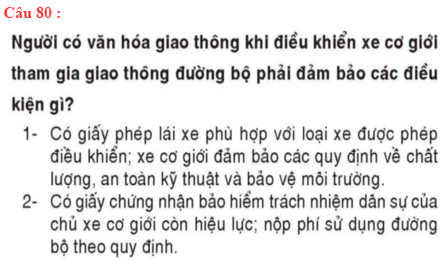 Câu 80 :
Người có văn hóa giao thông khi điều khiển xe cơ giới
tham gia giao thông đường bộ phải đảm bảo các điều
kiện gì?
1- Có giấy phép lái xe phù hợp với loại xe được phép
điều khiển; xe cơ giới đảm bảo các quy định về chất
lượng, an toàn kỹ thuật và bảo vệ môi trường.
2- Có giấy chứng nhận bảo hiểm trách nhiệm dân sự của
chủ xe cơ giới còn hiệu lực; nộp phí sử dụng đường
bộ theo quy định.